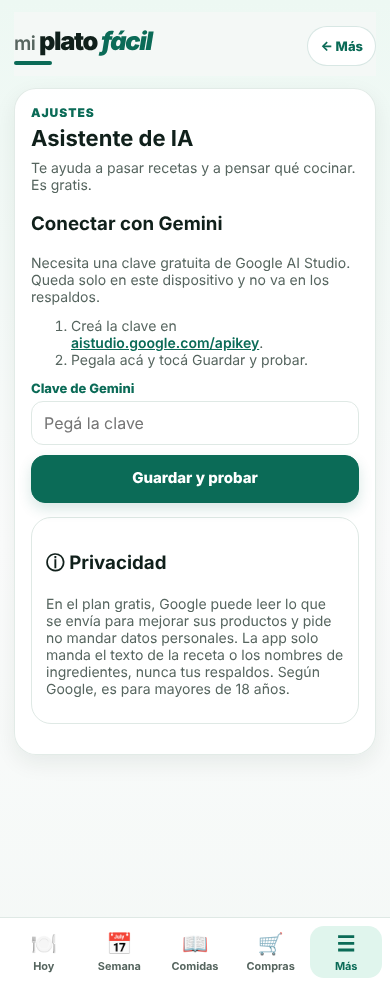 mi plato fácil
← Más
AJUSTES
Asistente de IA
Te ayuda a pasar recetas y a pensar qué cocinar.
Es gratis.
Conectar con Gemini
Necesita una clave gratuita de Google AI Studio.
Queda solo en este dispositivo y no va en los
respaldos.
1. Creá la clave en
aistudio.google.com/apikey.
2. Pegala acá y tocá Guardar y probar.
Clave de Gemini
Pegá la clave
Guardar y probar
ⓘ Privacidad
En el plan gratis, Google puede leer lo que
se envía para mejorar sus productos y pide
no mandar datos personales. La app solo
manda el texto de la receta o los nombres de
ingredientes, nunca tus respaldos. Según
Google, es para mayores de 18 años.
JUL
17
Hoy
Semana
Comidas
Compras
Más